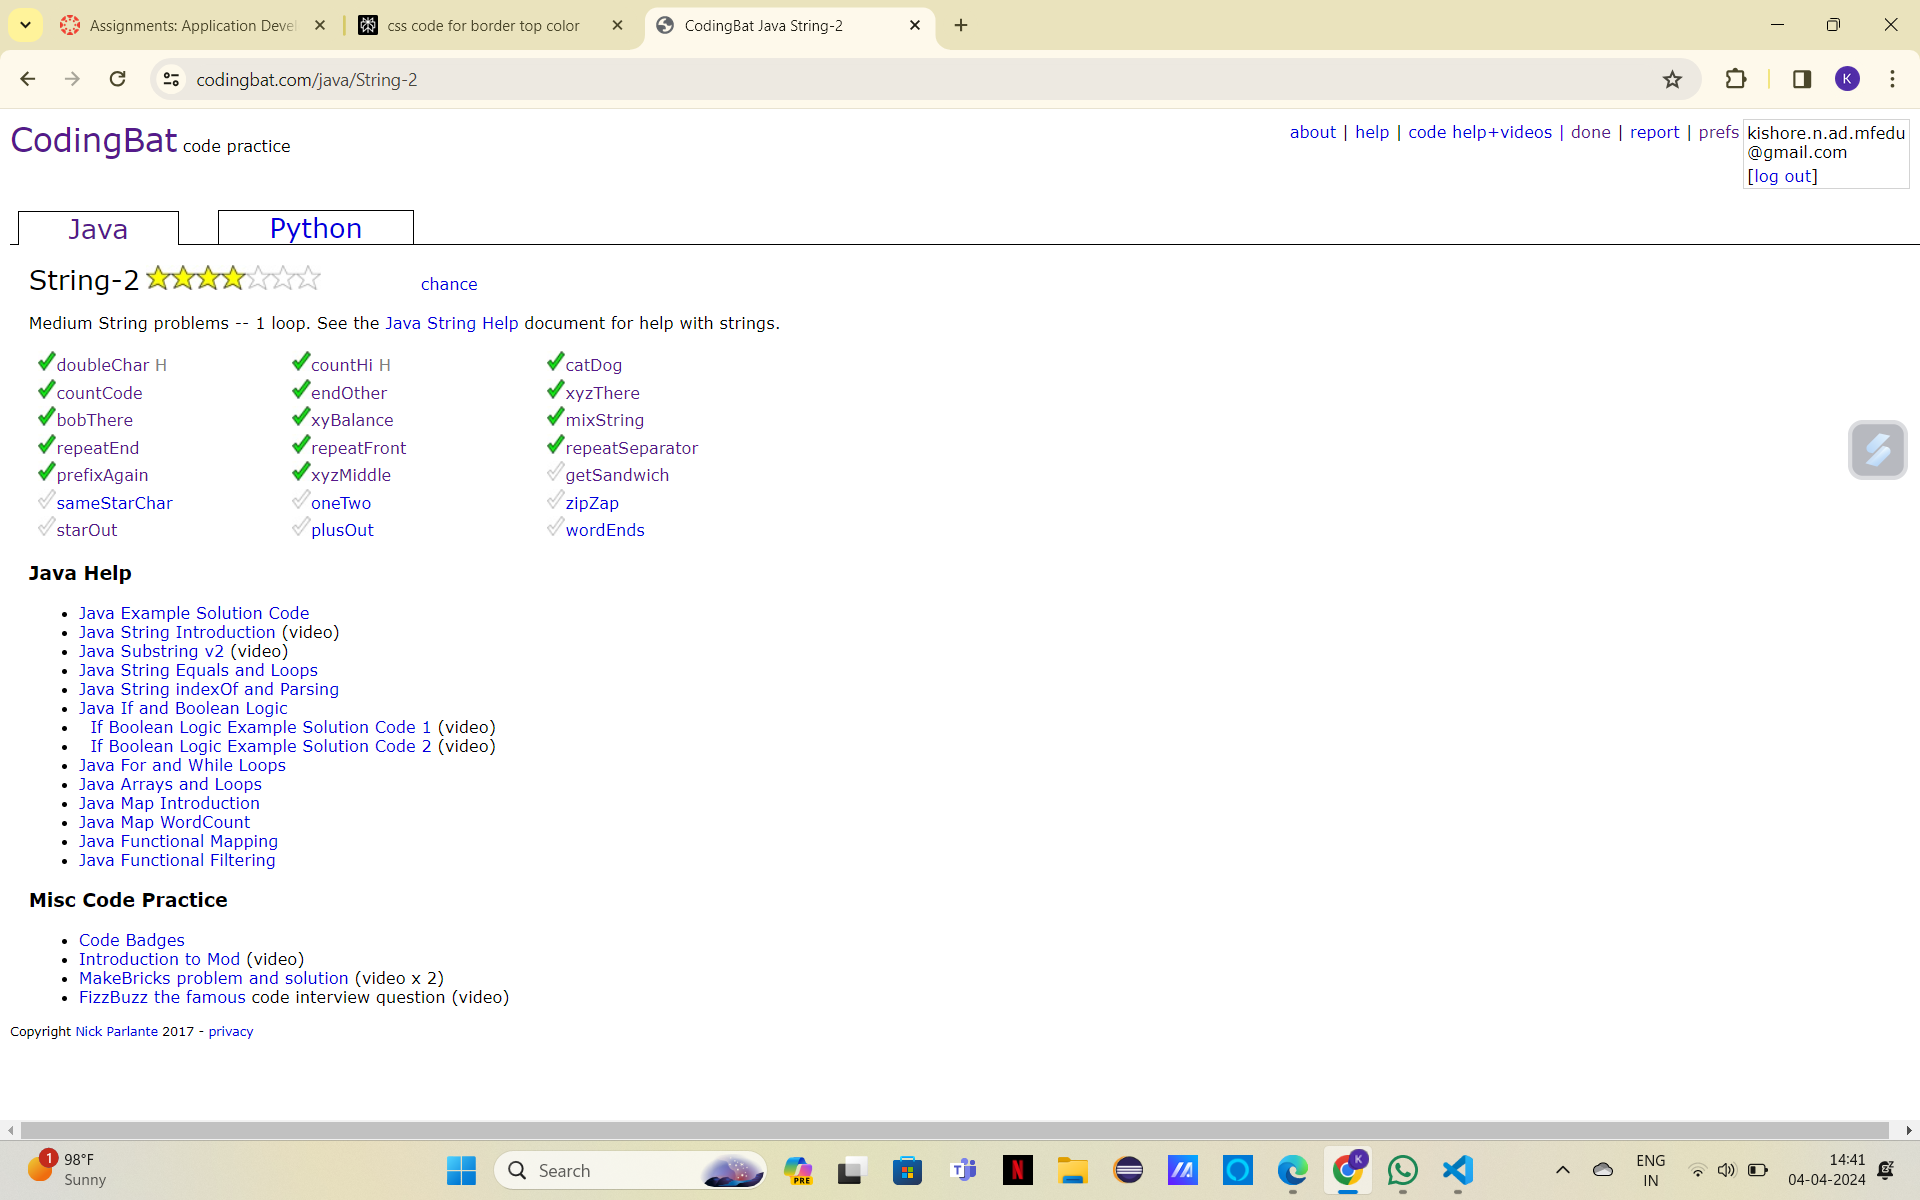 Assignments: Application Devel
css code for border top color
CodingBat Java String-2
codingbat.com/java/String-2
K
CodingBat code practice
about | help | code help+videos | done | report | prefs
kishore.n.ad.mfedu
@gmail.com
[log out]
Java
Python
String-2
chance
Medium String problems -- 1 loop. See the Java String Help document for help with strings.
doubleChar H countHi H catDog
countCode endOther xyzThere
bobThere xyBalance mixString
repeatEnd repeatFront repeatSeparator
prefixAgain xyzMiddle getSandwich
sameStarChar oneTwo zipZap
starOut plusOut wordEnds
Java Help
Java Example Solution Code
Java String Introduction (video)
Java Substring v2 (video)
Java String Equals and Loops
Java String indexOf and Parsing
Java If and Boolean Logic
If Boolean Logic Example Solution Code 1 (video)
If Boolean Logic Example Solution Code 2 (video)
Java For and While Loops
Java Arrays and Loops
Java Map Introduction
Java Map WordCount
Java Functional Mapping
Java Functional Filtering
Misc Code Practice
Code Badges
Introduction to Mod (video)
MakeBricks problem and solution (video x 2)
FizzBuzz the famous code interview question (video)
Copyright Nick Parlante 2017 - privacy
1
98°F
Sunny
Search
PRE
N
K
ENG
IN
14:41
04-04-2024